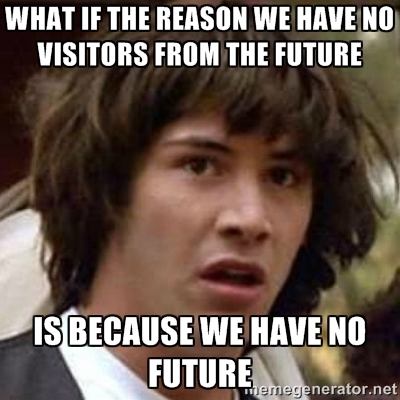 WHAT IF THE REASON WE HAVE NO
VISITORS FROM THE FUTURE
IS BECAUSE WE HAVE NO
FUTURE
memegenerator.net